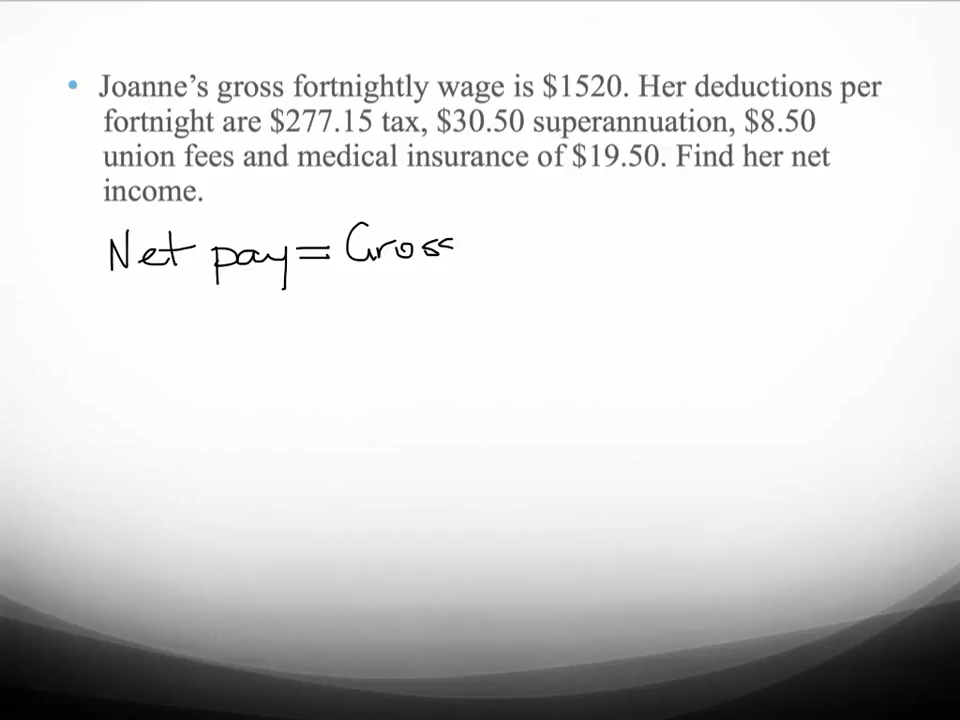 • Joanne’s gross fortnightly wage is $1520. Her deductions per
fortnight are $277.15 tax, $30.50 superannuation, $8.50
union fees and medical insurance of $19.50. Find her net
income.
Net pay = Gross